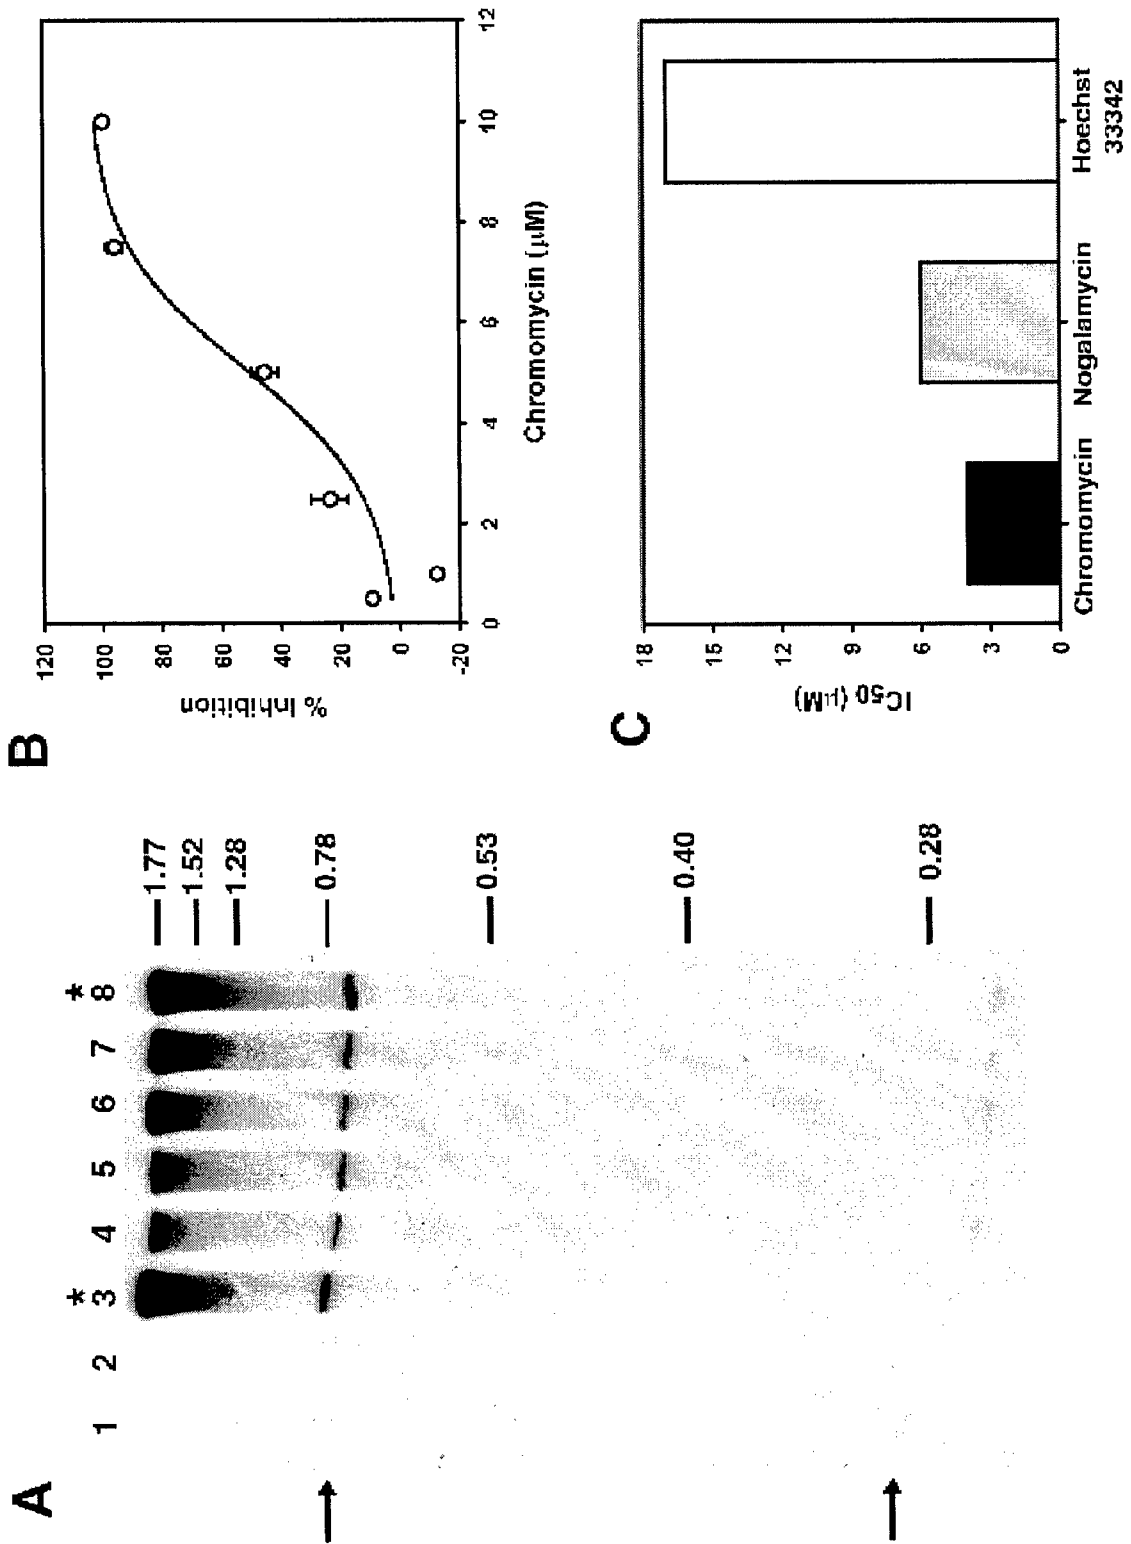 A
* *
1 2 3 4 5 6 7 8
1.77
1.52
1.28
0.78
0.53
0.40
0.28
B
120
100
80
60
40
20
0
-20
% Inhibition
0 2 4 6 8 10 12
Chromomycin (μM)
C
18
15
12
9
6
3
0
IC50 (μM)
Chromomycin Nogalamycin Hoechst
33342